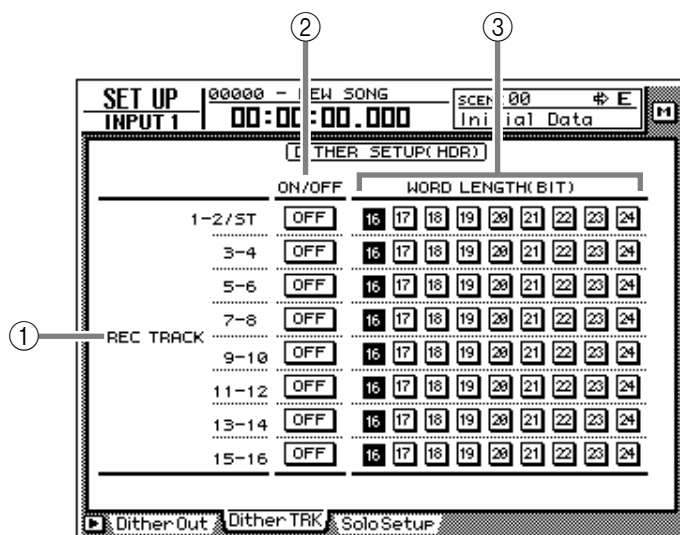 ② ③
SET UP 00000 - NEW SONG SCENE 00 E
INPUT 1 00:00:00.000 Initial Data M
DITHER SETUP(HDR)
ON/OFF WORD LENGTH(BIT)
1-2/ST OFF 16 17 18 19 20 21 22 23 24
3-4 OFF 16 17 18 19 20 21 22 23 24
5-6 OFF 16 17 18 19 20 21 22 23 24
① REC TRACK
7-8 OFF 16 17 18 19 20 21 22 23 24
9-10 OFF 16 17 18 19 20 21 22 23 24
11-12 OFF 16 17 18 19 20 21 22 23 24
13-14 OFF 16 17 18 19 20 21 22 23 24
15-16 OFF 16 17 18 19 20 21 22 23 24
Dither Out Dither TRK Solo Setup